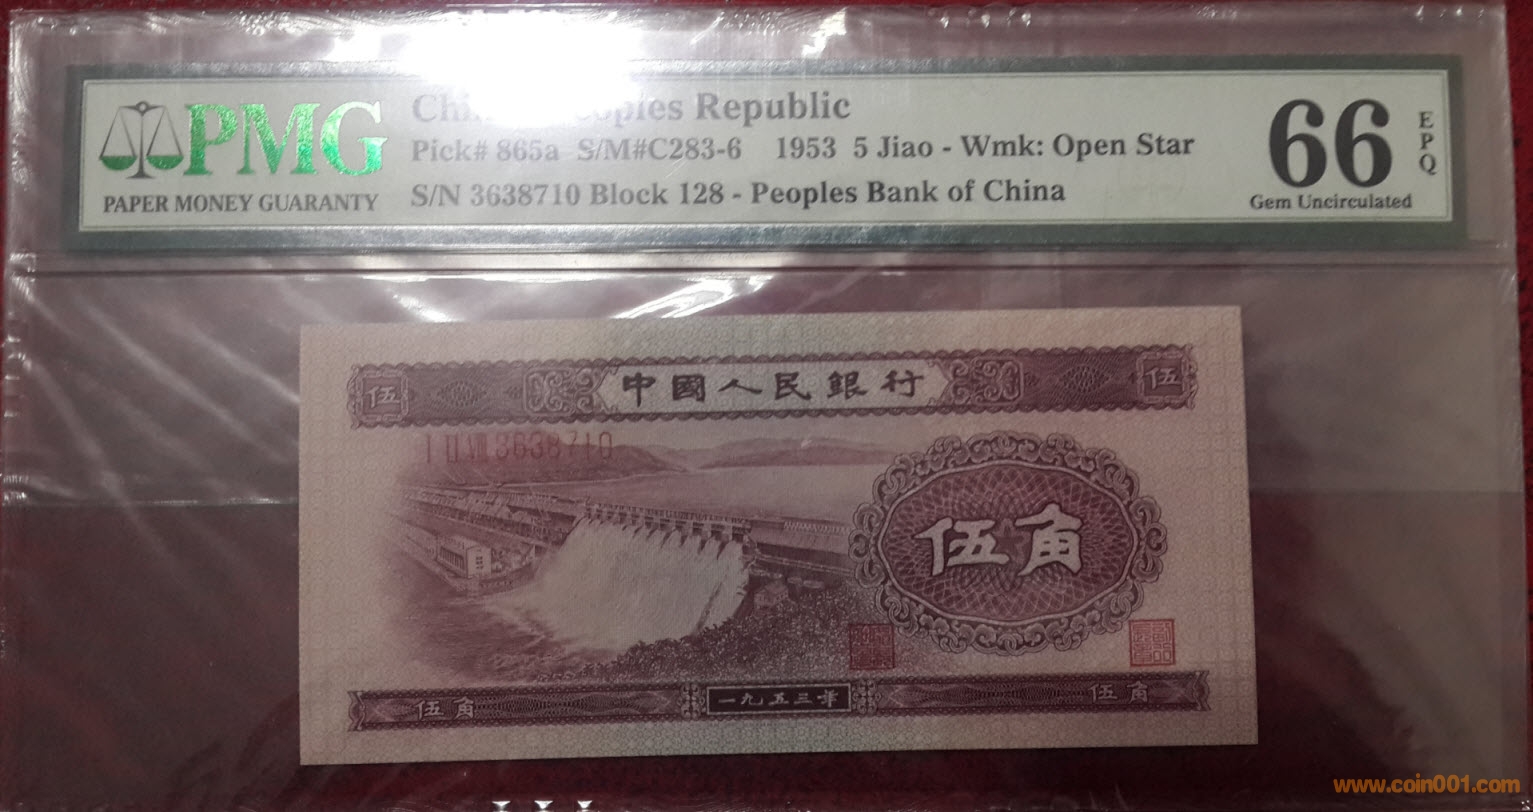 PMG
PAPER MONEY GUARANTY
Peoples Republic
Pick# 865a S/M#C283-6 1953 5 Jiao - Wmk: Open Star
S/N 3638710 Block 128 - Peoples Bank of China
66
EPQ
Gem Uncirculated
伍 中國人民銀行 伍
I II VIII 3638710
伍角
伍角 一九五三年 伍角
www.coin001.com